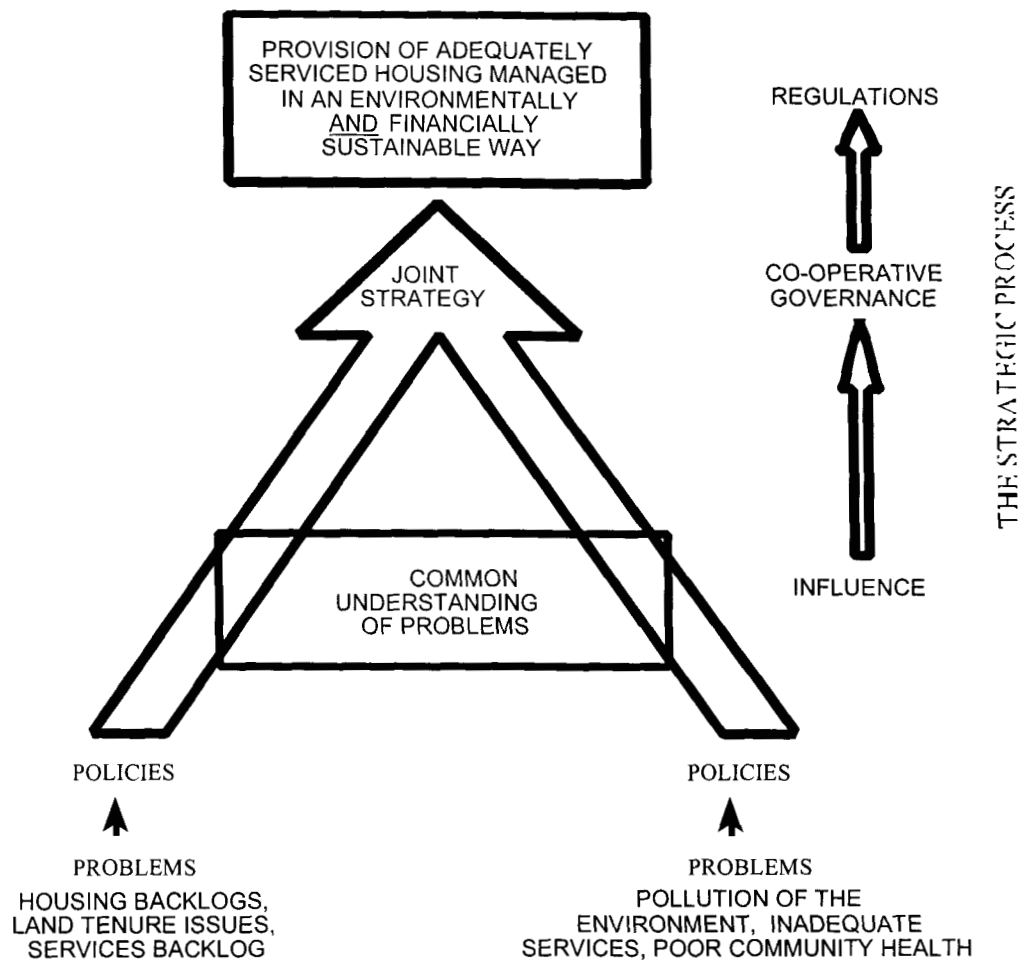 PROVISION OF ADEQUATELY
SERVICED HOUSING MANAGED
IN AN ENVIRONMENTALLY
AND FINANCIALLY
SUSTAINABLE WAY
JOINT
STRATEGY
COMMON
UNDERSTANDING
OF PROBLEMS
POLICIES
PROBLEMS
HOUSING BACKLOGS,
LAND TENURE ISSUES,
SERVICES BACKLOG
POLICIES
PROBLEMS
POLLUTION OF THE
ENVIRONMENT, INADEQUATE
SERVICES, POOR COMMUNITY HEALTH
REGULATIONS
CO-OPERATIVE
GOVERNANCE
INFLUENCE
THE STRATEGIC PROCESS